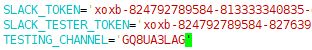 SLACK_TOKEN='xoxb-824792789584-813333340835-
SLACK_TESTER_TOKEN='xoxb-824792789584-827639
TESTING_CHANNEL='GQ8UA3LAG'